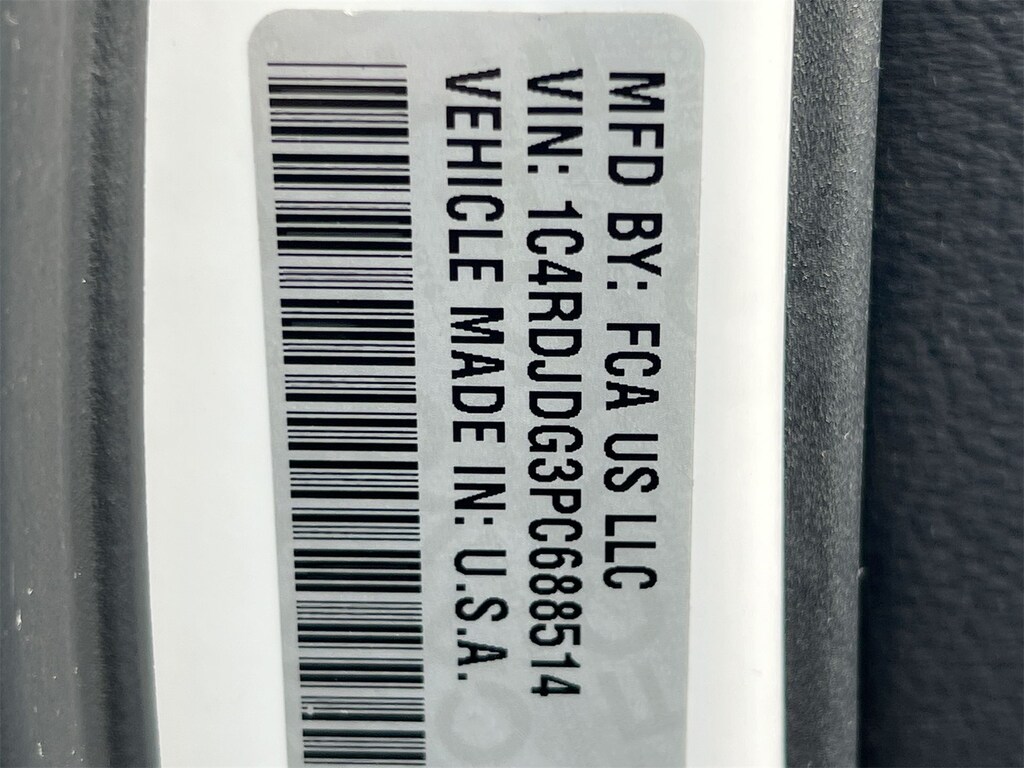 MFD BY: FCA US LLC
VIN: 1C4RDJDG3PC688514
VEHICLE MADE IN: U.S.A.